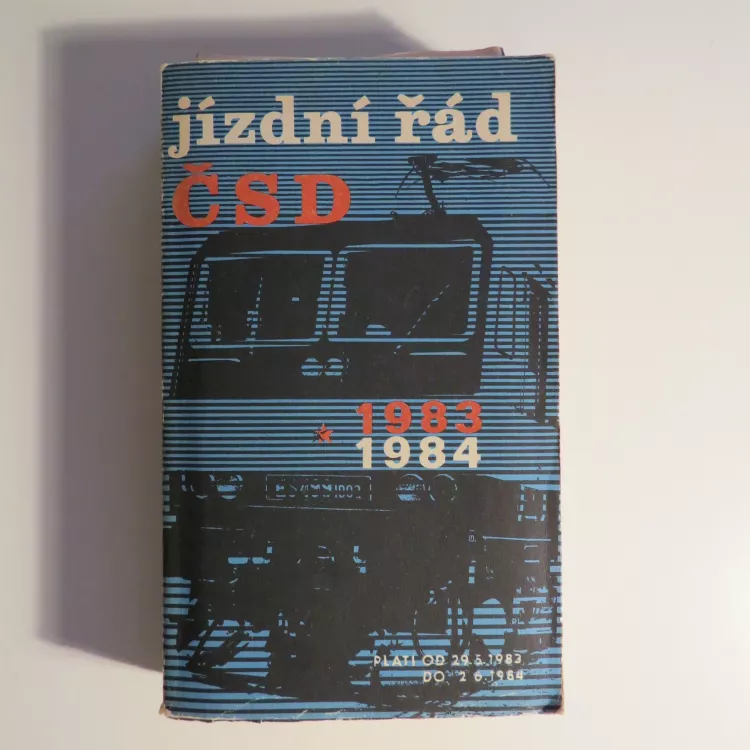 jízdní řád
ČSD
1983
1984
PLATÍ OD 29.5.1983
DO 2.6.1984